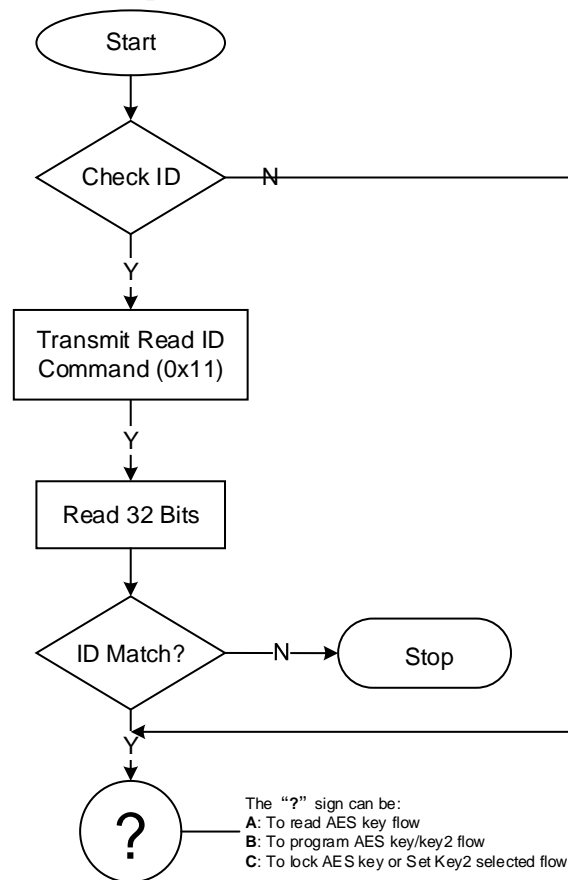 Start
Check ID
N
Y
Transmit Read ID
Command (0x11)
Y
Read 32 Bits
ID Match?
N
Stop
Y
?
The “?” sign can be:
A: To read AES key flow
B: To program AES key/key2 flow
C: To lock AES key or Set Key2 selected flow